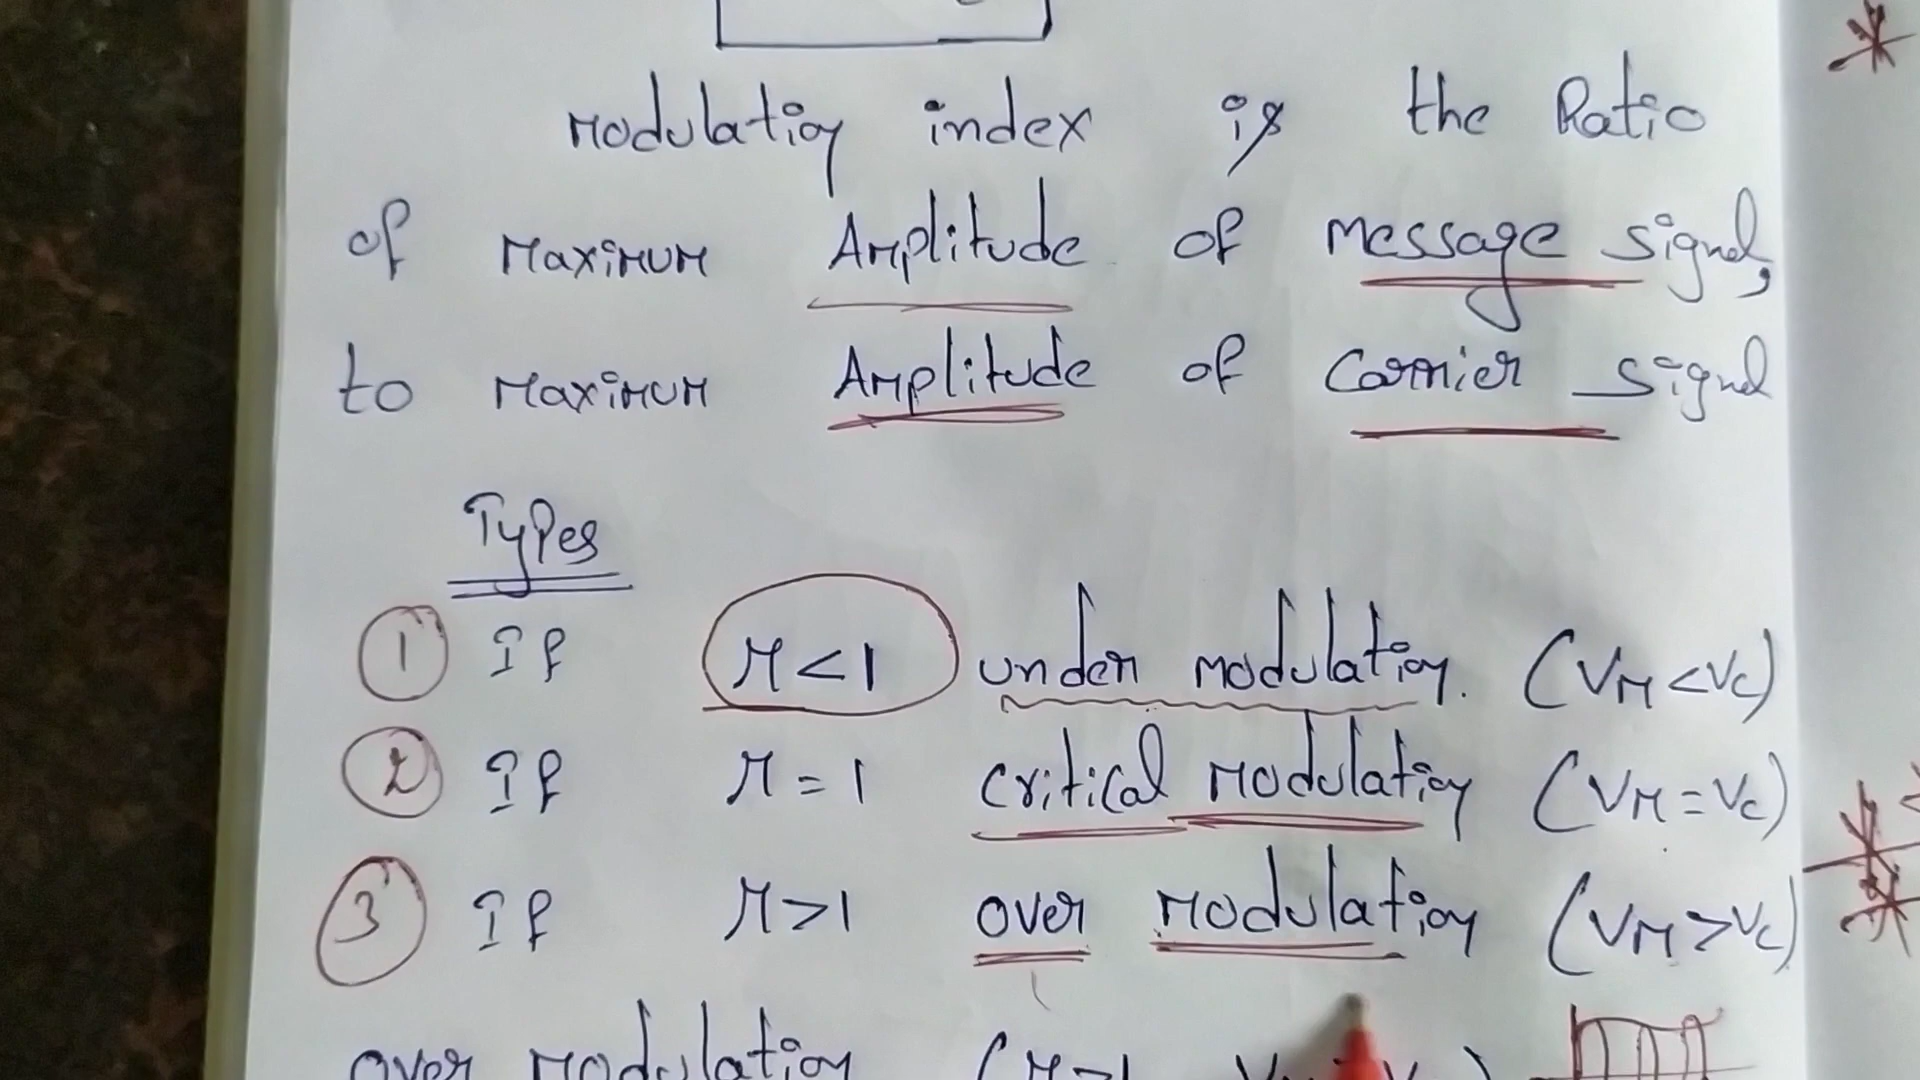 Modulation index is the Ratio
of Maximum Amplitude of message signal,
to Maximum Amplitude of Carrier signal
Types
① If M<1 under modulation. (VM<Vc)
② If M=1 critical Modulation (VM=Vc)
③ If M>1 over Modulation (VM>Vc)
over Modulation (M>1